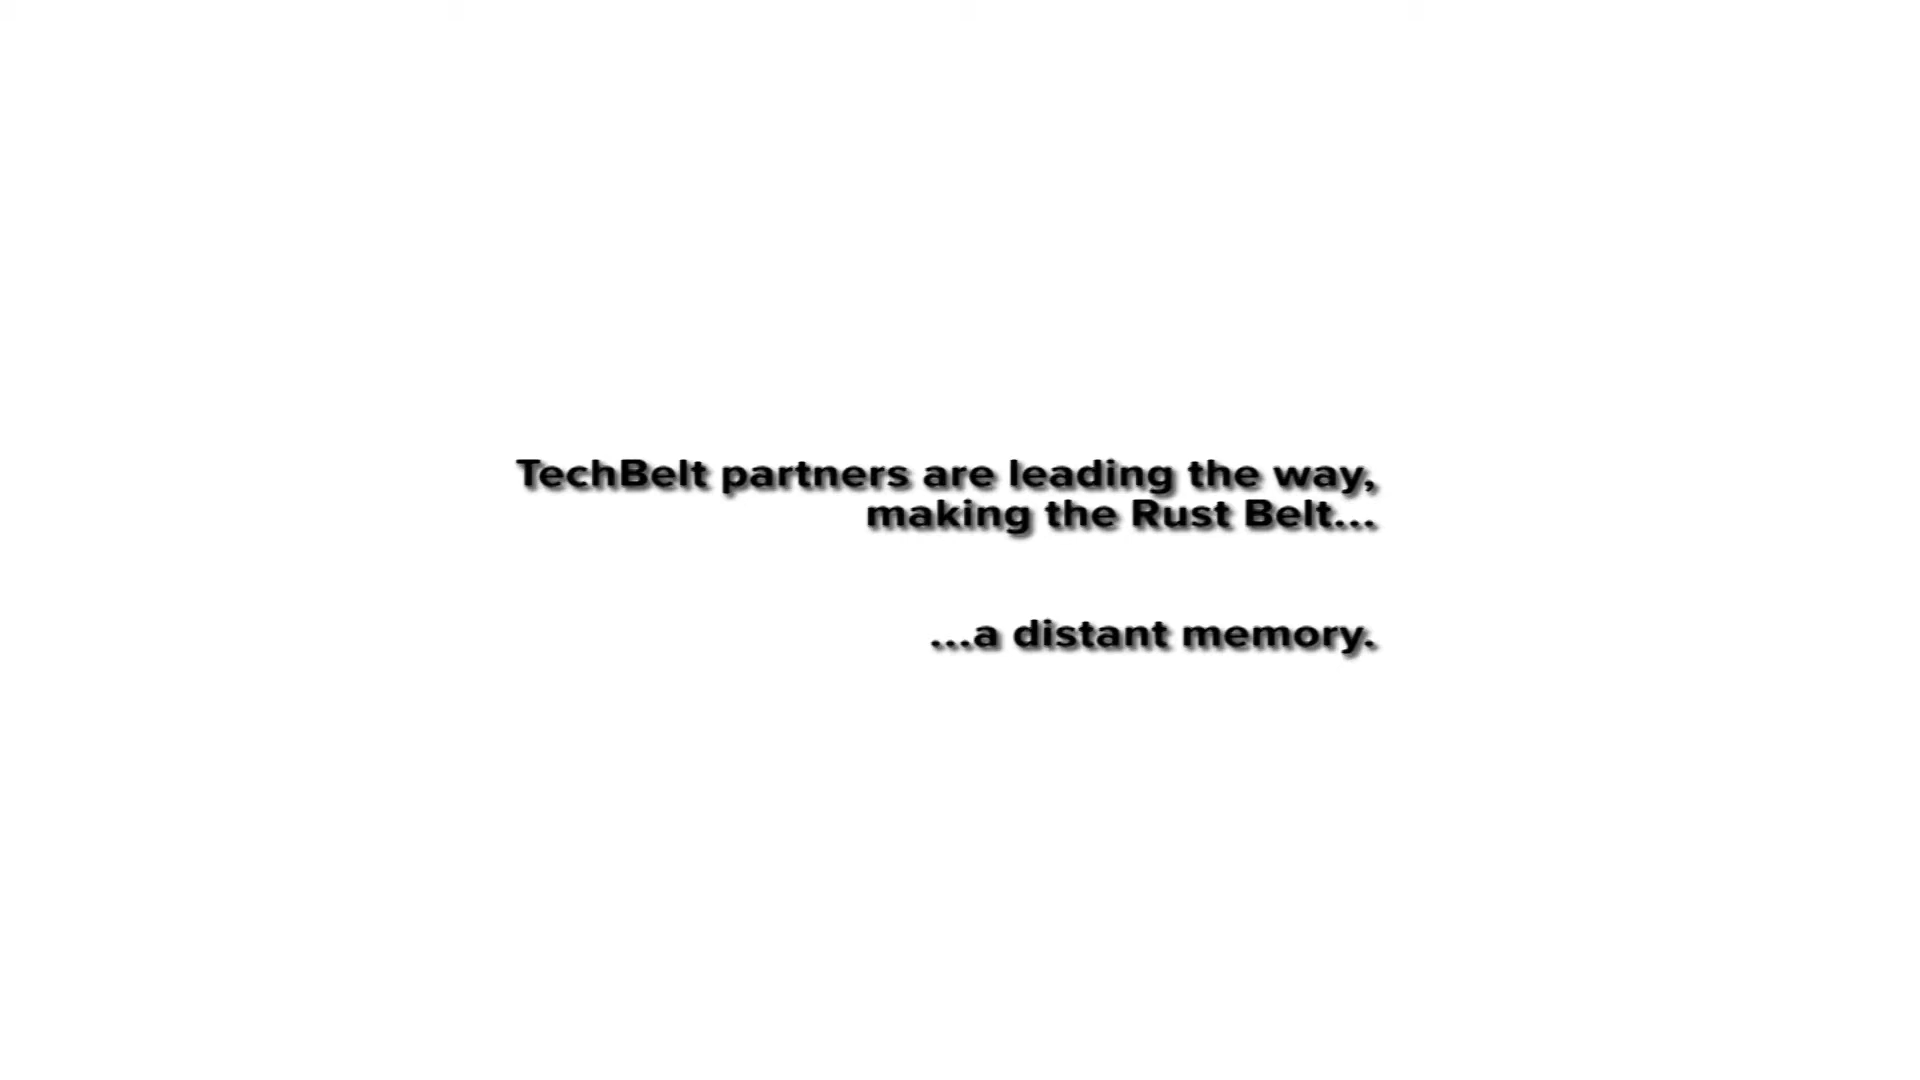 TechBelt partners are leading the way,
making the Rust Belt...
...a distant memory.